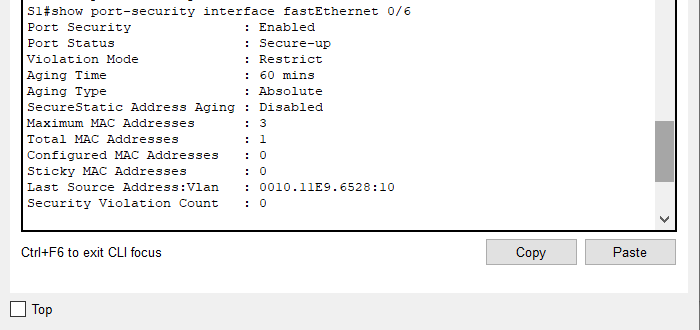 S1#show port-security interface fastEthernet 0/6
Port Security              : Enabled
Port Status                : Secure-up
Violation Mode             : Restrict
Aging Time                 : 60 mins
Aging Type                 : Absolute
SecureStatic Address Aging : Disabled
Maximum MAC Addresses      : 3
Total MAC Addresses        : 1
Configured MAC Addresses   : 0
Sticky MAC Addresses       : 0
Last Source Address:Vlan   : 0010.11E9.6528:10
Security Violation Count   : 0
Ctrl+F6 to exit CLI focus
Copy
Paste
Top